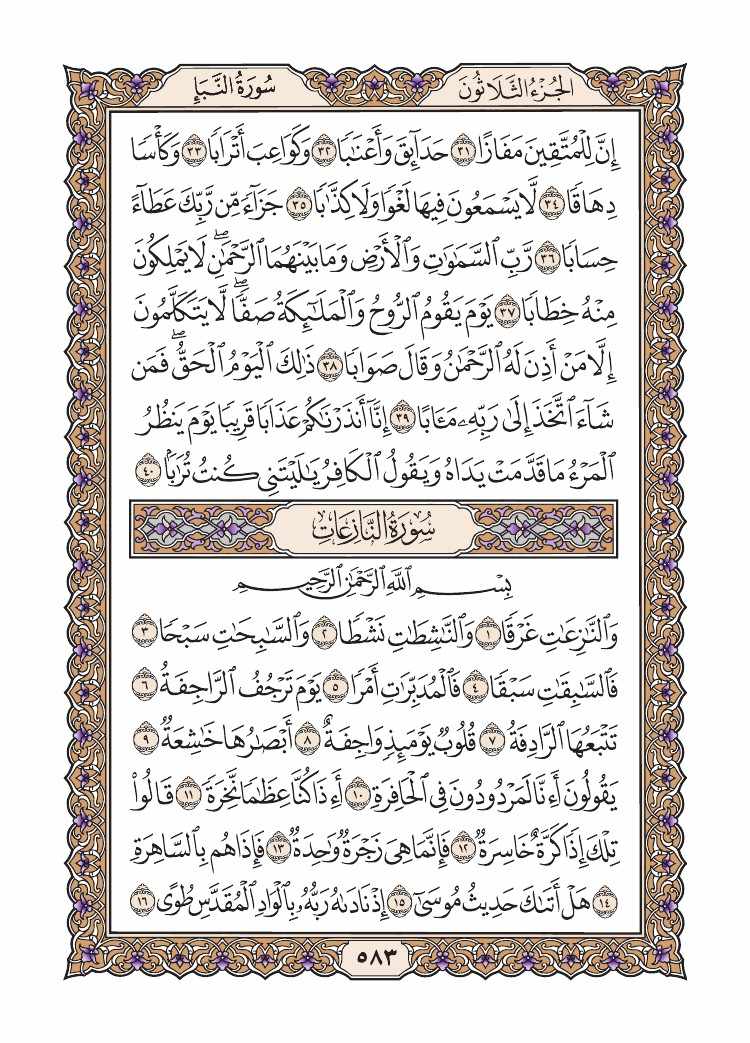 الجُزْءُ الثَّلَاثُونَ
سُورَةُ النَّبَإِ
إِنَّ لِلْمُتَّقِينَ مَفَازًا ٣١ حَدَآئِقَ وَأَعْنَٰبًا ٣٢ وَكَوَاعِبَ أَتْرَابًا ٣٣ وَكَأْسًا
دِهَاقًا ٣٤ لَّا يَسْمَعُونَ فِيهَا لَغْوًا وَلَا كِذَّٰبًا ٣٥ جَزَآءً مِّن رَّبِّكَ عَطَآءً
حِسَابًا ٣٦ رَّبِّ ٱلسَّمَٰوَٰتِ وَٱلْأَرْضِ وَمَا بَيْنَهُمَا ٱلرَّحْمَٰنِۖ لَا يَمْلِكُونَ
مِنْهُ خِطَابًا ٣٧ يَوْمَ يَقُومُ ٱلرُّوحُ وَٱلْمَلَٰٓئِكَةُ صَفًّاۖ لَّا يَتَكَلَّمُونَ
إِلَّا مَنْ أَذِنَ لَهُ ٱلرَّحْمَٰنُ وَقَالَ صَوَابًا ٣٨ ذَٰلِكَ ٱلْيَوْمُ ٱلْحَقُّۖ فَمَن
شَآءَ ٱتَّخَذَ إِلَىٰ رَبِّهِۦ مَـَٔابًا ٣٩ إِنَّآ أَنذَرْنَٰكُمْ عَذَابًا قَرِيبًا يَوْمَ يَنظُرُ
ٱلْمَرْءُ مَا قَدَّمَتْ يَدَاهُ وَيَقُولُ ٱلْكَافِرُ يَٰلَيْتَنِى كُنتُ تُرَٰبًۢا ٤٠
سُورَةُ النَّازِعَاتِ
بِسْمِ ٱللَّهِ ٱلرَّحْمَٰنِ ٱلرَّحِيمِ
وَٱلنَّٰزِعَٰتِ غَرْقًا ١ وَٱلنَّٰشِطَٰتِ نَشْطًا ٢ وَٱلسَّٰبِحَٰتِ سَبْحًا ٣
فَٱلسَّٰبِقَٰتِ سَبْقًا ٤ فَٱلْمُدَبِّرَٰتِ أَمْرًا ٥ يَوْمَ تَرْجُفُ ٱلرَّاجِفَةُ ٦
تَتْبَعُهَا ٱلرَّادِفَةُ ٧ قُلُوبٌ يَوْمَئِذٍ وَاجِفَةٌ ٨ أَبْصَٰرُهَا خَٰشِعَةٌ ٩
يَقُولُونَ أَءِنَّا لَمَرْدُودُونَ فِى ٱلْحَافِرَةِ ١٠ أَءِذَا كُنَّا عِظَٰمًا نَّخِرَةً ١١ قَالُوا۟
تِلْكَ إِذًا كَرَّةٌ خَاسِرَةٌ ١٢ فَإِنَّمَا هِىَ زَجْرَةٌ وَٰحِدَةٌ ١٣ فَإِذَا هُم بِٱلسَّاهِرَةِ
١٤ هَلْ أَتَىٰكَ حَدِيثُ مُوسَىٰٓ ١٥ إِذْ نَادَىٰهُ رَبُّهُۥ بِٱلْوَادِ ٱلْمُقَدَّسِ طُوًى ١٦
٥٨٣